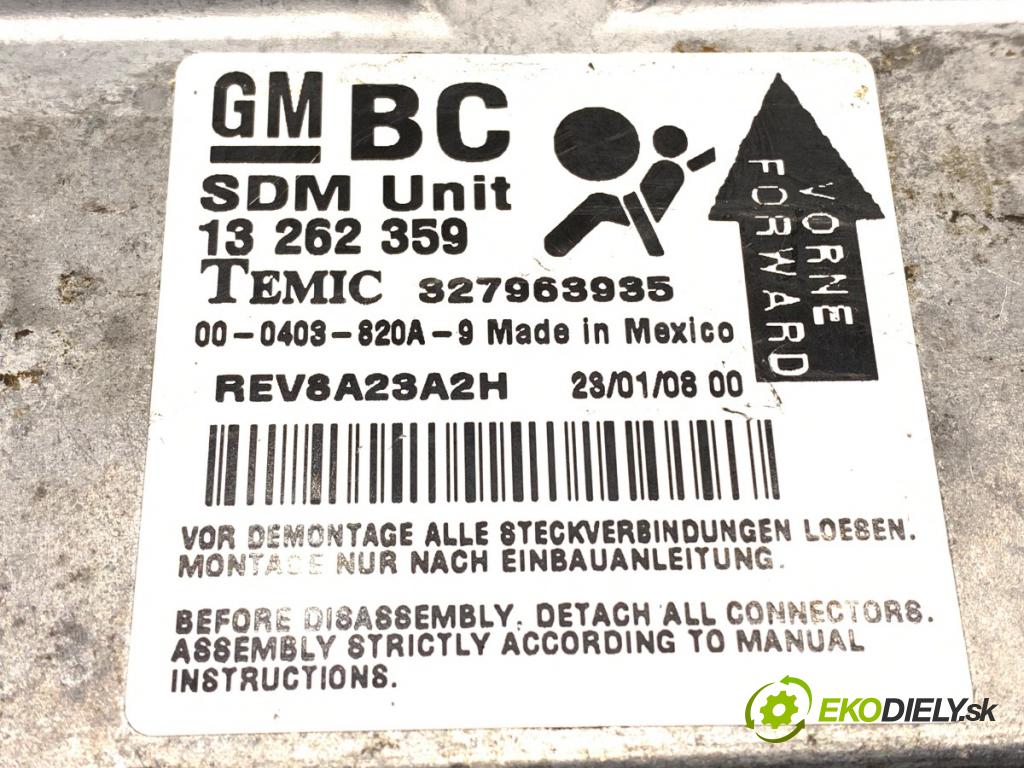 GM BC
SDM Unit
13 262 359
TEMIC 327963935
00-0403-820A-9 Made in Mexico
REV8A23A2H 23/01/08 00
VORNE
FORWARD
VOR DEMONTAGE ALLE STECKVERBINDUNGEN LOESEN.
MONTAGE NUR NACH EINBAUANLEITUNG.
BEFORE DISASSEMBLY, DETACH ALL CONNECTORS.
ASSEMBLY STRICTLY ACCORDING TO MANUAL
INSTRUCTIONS.
EKODIELY.sk